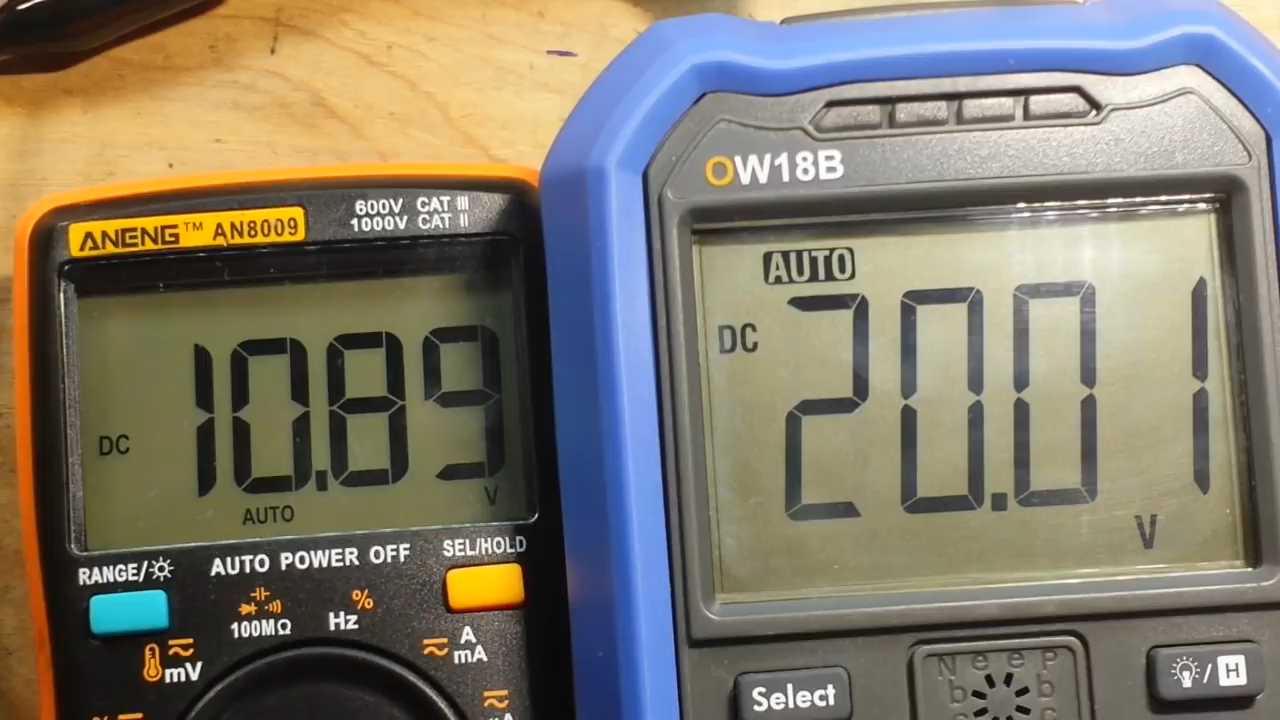 ANENG™ AN8009
600V CAT III
1000V CAT II
DC
10.89
V
AUTO
RANGE/
AUTO POWER OFF
SEL/HOLD
100MΩ
Hz
%
mV
A
mA
OW18B
AUTO
DC
20.01
V
Select
NeeP
H